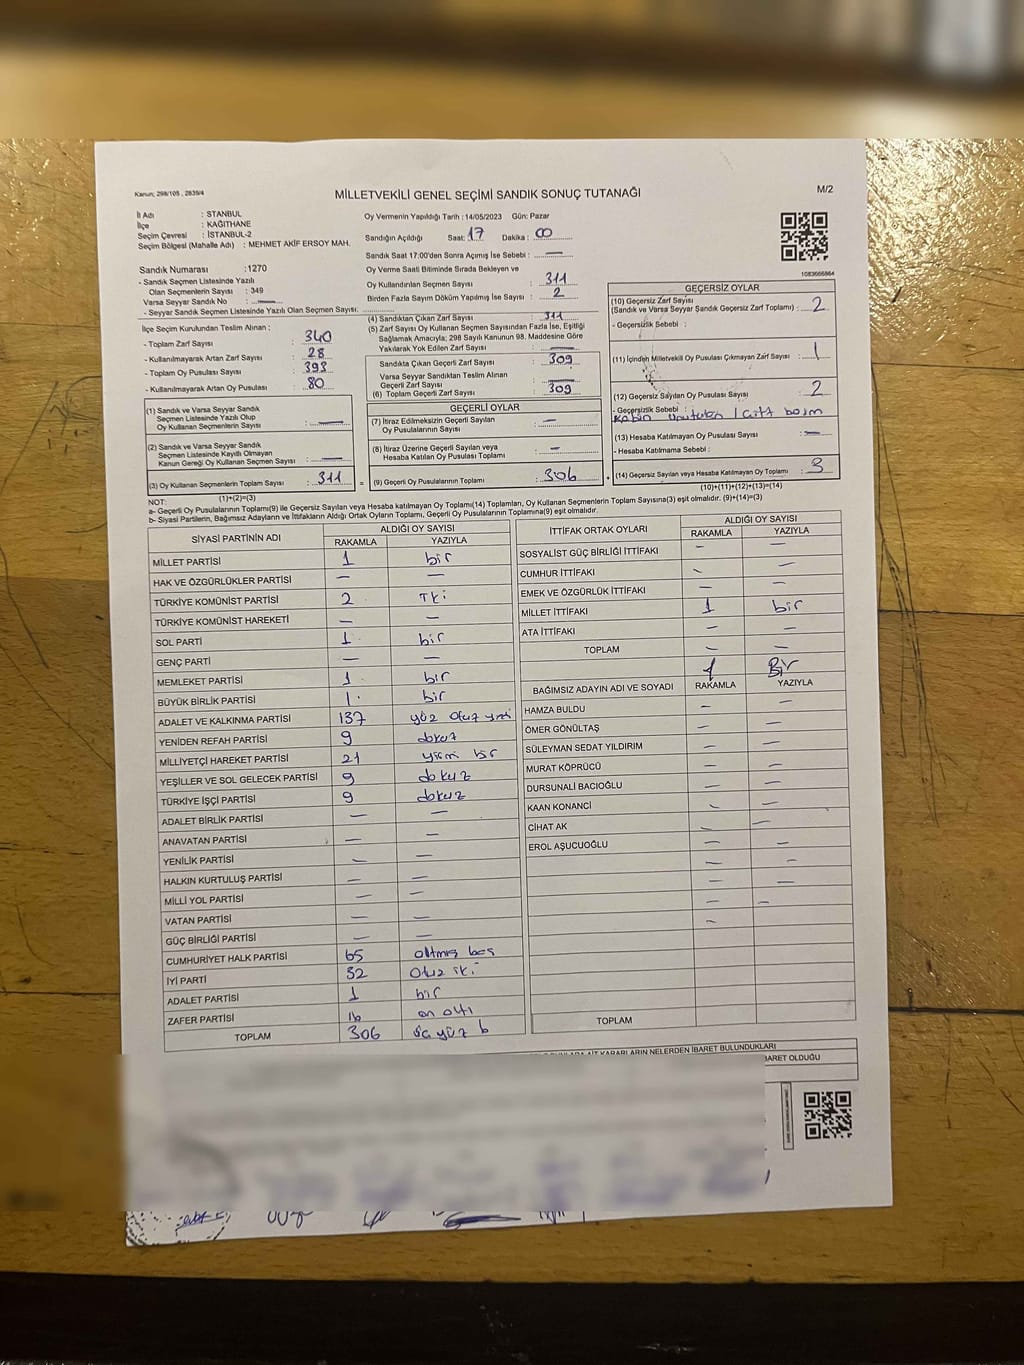 Kanun; 298/105 , 2839/4
MİLLETVEKİLİ GENEL SEÇİMİ SANDIK SONUÇ TUTANAĞI
M/2
İl Adı : STANBUL
İlçe : KAĞITHANE
Seçim Çevresi : İSTANBUL-2
Seçim Bölgesi (Mahalle Adı) : MEHMET AKİF ERSOY MAH.
Oy Vermenin Yapıldığı Tarih : 14/05/2023 Gün: Pazar
Sandığın Açıldığı Saat: 17 Dakika : 00
Sandık Saat 17:00'den Sonra Açımış İse Sebebi : —
Oy Verme Saati Bitiminde Sırada Bekleyen ve
Oy Kullandırılan Seçmen Sayısı : 311
Birden Fazla Sayım Döküm Yapılmış İse Sayısı : 2
Sandık Numarası :1270
- Sandık Seçmen Listesinde Yazılı
Olan Seçmenlerin Sayısı : 349
Varsa Seyyar Sandık No : —
- Seyyar Sandık Seçmen Listesinde Yazılı Olan Seçmen Sayısı:
İlçe Seçim Kurulundan Teslim Alınan :
- Toplam Zarf Sayısı : 340
- Kullanılmayarak Artan Zarf Sayısı : 28
- Toplam Oy Pusulası Sayısı : 393
- Kullanılmayarak Artan Oy Pusulası : 80
(4) Sandıktan Çıkan Zarf Sayısı : 311
(5) Zarf Sayısı Oy Kullanan Seçmen Sayısından Fazla İse, Eşitliği
Sağlamak Amacıyla; 298 Sayılı Kanunun 98. Maddesine Göre
Yakılarak Yok Edilen Zarf Sayısı : —
Sandıkta Çıkan Geçerli Zarf Sayısı : 309
Varsa Seyyar Sandıktan Teslim Alınan
Geçerli Zarf Sayısı : —
(6) Toplam Geçerli Zarf Sayısı : 309
1083666864
GEÇERSİZ OYLAR
(10) Geçersiz Zarf Sayısı
(Sandık ve Varsa Seyyar Sandık Geçersiz Zarf Toplamı) : 2
- Geçersizlik Sebebi :
(11) İçinden Milletvekili Oy Pusulası Çıkmayan Zarf Sayısı : 1
(12) Geçersiz Sayılan Oy Pusulası Sayısı : 2
- Geçersizlik Sebebi :
(13) Hesaba Katılmayan Oy Pusulası Sayısı : —
- Hesaba Katılmama Sebebi :
(14) Geçersiz Sayılan veya Hesaba Katılmayan Oy Toplamı : 3
(10)+(11)+(12)+(13)=(14)
(1) Sandık ve Varsa Seyyar Sandık
Seçmen Listesinde Yazılı Olup
Oy Kullanan Seçmenlerin Sayısı : —
(2) Sandık ve Varsa Seyyar Sandık
Seçmen Listesinde Kayıtlı Olmayan
Kanun Gereği Oy Kullanan Seçmen Sayısı : —
(3) Oy Kullanan Seçmenlerin Toplam Sayısı : 311
(1)+(2)=(3)
GEÇERLİ OYLAR
(7) İtiraz Edilmeksizin Geçerli Sayılan
Oy Pusulalarının Sayısı : —
(8) İtiraz Üzerine Geçerli Sayılan veya
Hesaba Katılan Oy Pusulası Toplamı : —
(9) Geçerli Oy Pusulalarının Toplamı : 306
NOT:
a- Geçerli Oy Pusulalarının Toplamı(9) ile Geçersiz Sayılan veya Hesaba katılmayan Oy Toplamı(14) Toplamları, Oy Kullanan Seçmenlerin Toplam Sayısına(3) eşit olmalıdır. (9)+(14)=(3)
b- Siyasi Partilerin, Bağımsız Adayların ve İttifakların Aldığı Ortak Oyların Toplamı, Geçerli Oy Pusulalarının Toplamına(9) eşit olmalıdır.
SİYASİ PARTİNİN ADI ALDIĞI OY SAYISI
RAKAMLA YAZIYLA
MİLLET PARTİSİ 1 bir
HAK VE ÖZGÜRLÜKLER PARTİSİ — —
TÜRKİYE KOMÜNİST PARTİSİ 2 iki
TÜRKİYE KOMÜNİST HAREKETİ — —
SOL PARTİ 1 bir
GENÇ PARTİ — —
MEMLEKET PARTİSİ 1 bir
BÜYÜK BİRLİK PARTİSİ 1 bir
ADALET VE KALKINMA PARTİSİ 137 yüz otuz yedi
YENİDEN REFAH PARTİSİ 9 dokuz
MİLLİYETÇİ HAREKET PARTİSİ 21 yirmi bir
YEŞİLLER VE SOL GELECEK PARTİSİ 9 dokuz
TÜRKİYE İŞÇİ PARTİSİ 9 dokuz
ADALET BİRLİK PARTİSİ — —
ANAVATAN PARTİSİ — —
YENİLİK PARTİSİ — —
HALKIN KURTULUŞ PARTİSİ — —
MİLLİ YOL PARTİSİ — —
VATAN PARTİSİ — —
GÜÇ BİRLİĞİ PARTİSİ — —
CUMHURİYET HALK PARTİSİ 65 altmış beş
İYİ PARTİ 32 Otuz iki
ADALET PARTİSİ 1 bir
ZAFER PARTİSİ 16 on altı
TOPLAM 306 üç yüz
İTTİFAK ORTAK OYLARI ALDIĞI OY SAYISI
RAKAMLA YAZIYLA
SOSYALİST GÜÇ BİRLİĞİ İTTİFAKI — —
CUMHUR İTTİFAKI — —
EMEK VE ÖZGÜRLÜK İTTİFAKI — —
MİLLET İTTİFAKI 1 bir
ATA İTTİFAKI — —
TOPLAM — —
1 Bir
BAĞIMSIZ ADAYIN ADI VE SOYADI RAKAMLA YAZIYLA
HAMZA BULDU — —
ÖMER GÖNÜLTAŞ — —
SÜLEYMAN SEDAT YILDIRIM — —
MURAT KÖPRÜCÜ — —
DURSUNALİ BACIOĞLU — —
KAAN KONANCİ — —
CİHAT AK — —
EROL AŞUCUOĞLU — —
TOPLAM
KARARLARIN NELERDEN İBARET BULUNDUKLARI
BARET OLDUĞU